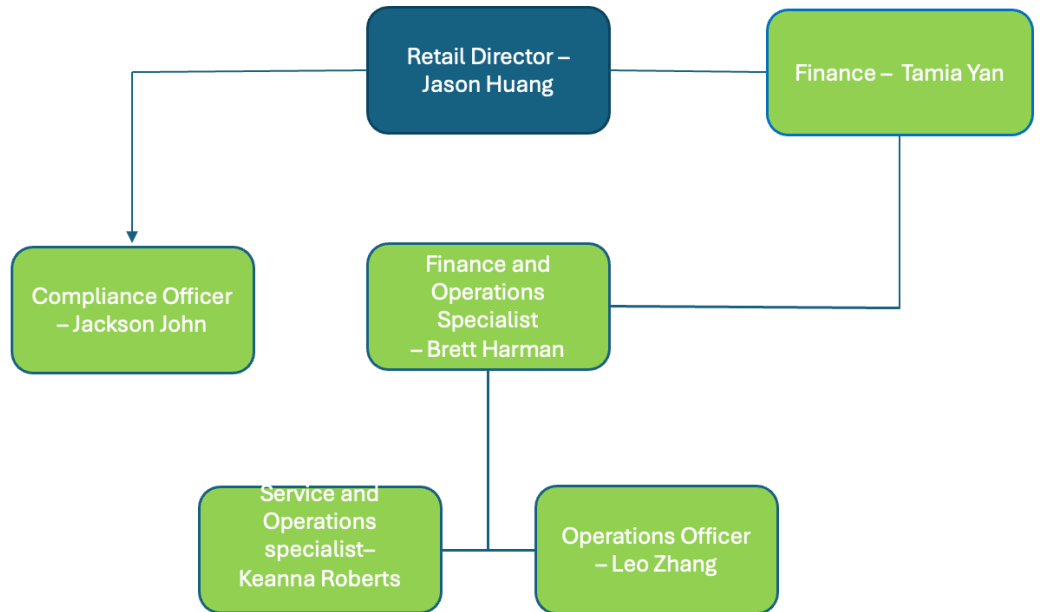 Retail Director –
Jason Huang
Finance –  Tamia Yan
Compliance Officer
– Jackson John
Finance and
Operations
Specialist
– Brett Harman
Service and
Operations
specialist–
Keanna Roberts
Operations Officer
– Leo Zhang